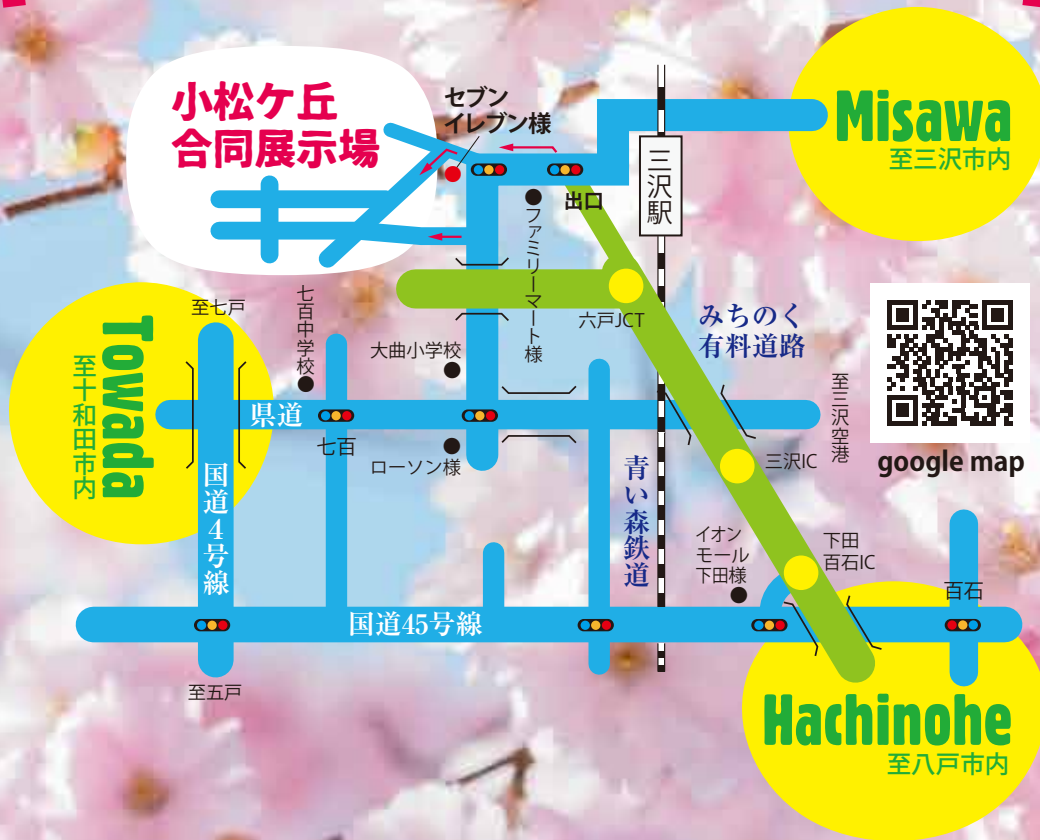 小松ケ丘
合同展示場
セブン
イレブン様
Misawa
至三沢市内
三沢駅
出口
ファミリーマート様
六戸JCT
みちのく
有料道路
至七戸
七百中学校
大曲小学校
Towada
至十和田市内
県道
七百
ローソン様
至三沢空港
google map
三沢IC
国道4号線
青い森鉄道
イオン
モール
下田様
下田
百石IC
百石
国道45号線
至五戸
Hachinohe
至八戸市内